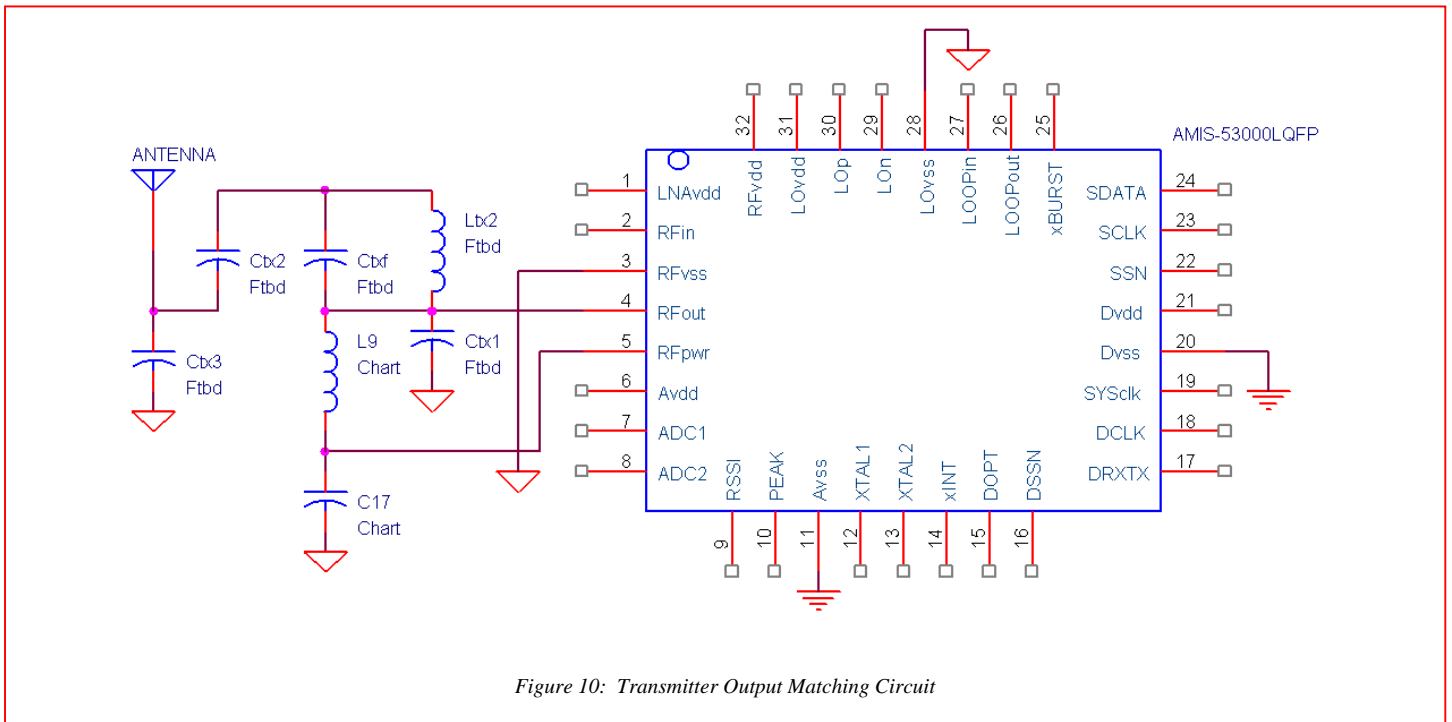 AMIS-53000LQFP
ANTENNA
32
31
30
29
28
27
26
25
RFvdd
LOvdd
LOp
LOn
LOvss
LOOPin
LOOPout
xBURST
1 LNAvdd
2 RFin
3 RFvss
4 RFout
5 RFpwr
6 Avdd
7 ADC1
8 ADC2
SDATA 24
SCLK 23
SSN 22
Dvdd 21
Dvss 20
SYSclk 19
DCLK 18
DRXTX 17
RSSI
PEAK
Avss
XTAL1
XTAL2
xINT
DOPT
DSSN
9
10
11
12
13
14
15
16
Ltx2
Ftbd
Ctx2
Ftbd
Ctxf
Ftbd
L9
Chart
Ctx1
Ftbd
Ctx3
Ftbd
C17
Chart
Figure 10: Transmitter Output Matching Circuit